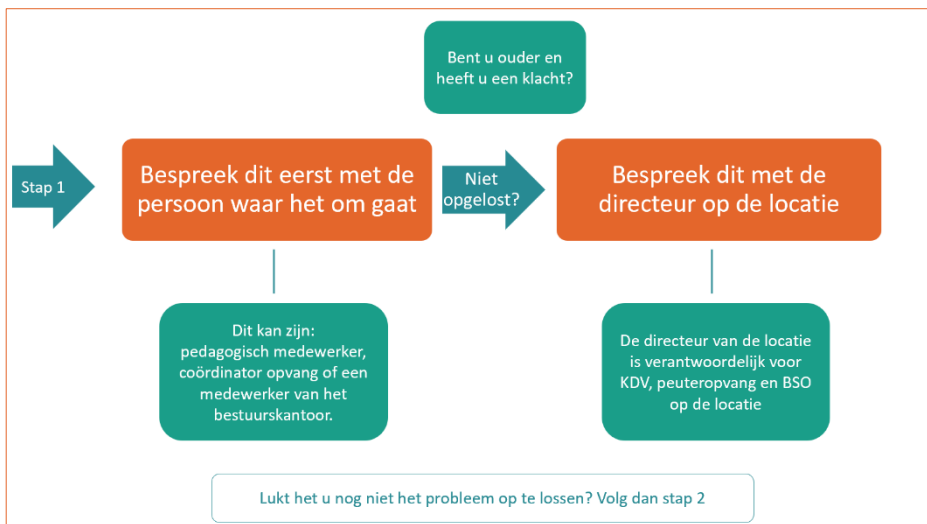 Bent u ouder en
heeft u een klacht?
Stap 1
Bespreek dit eerst met de
persoon waar het om gaat
Niet
opgelost?
Bespreek dit met de
directeur op de locatie
Dit kan zijn:
pedagogisch medewerker,
coördinator opvang of een
medewerker van het
bestuurskantoor.
De directeur van de locatie
is verantwoordelijk voor
KDV, peuteropvang en BSO
op de locatie
Lukt het u nog niet het probleem op te lossen? Volg dan stap 2